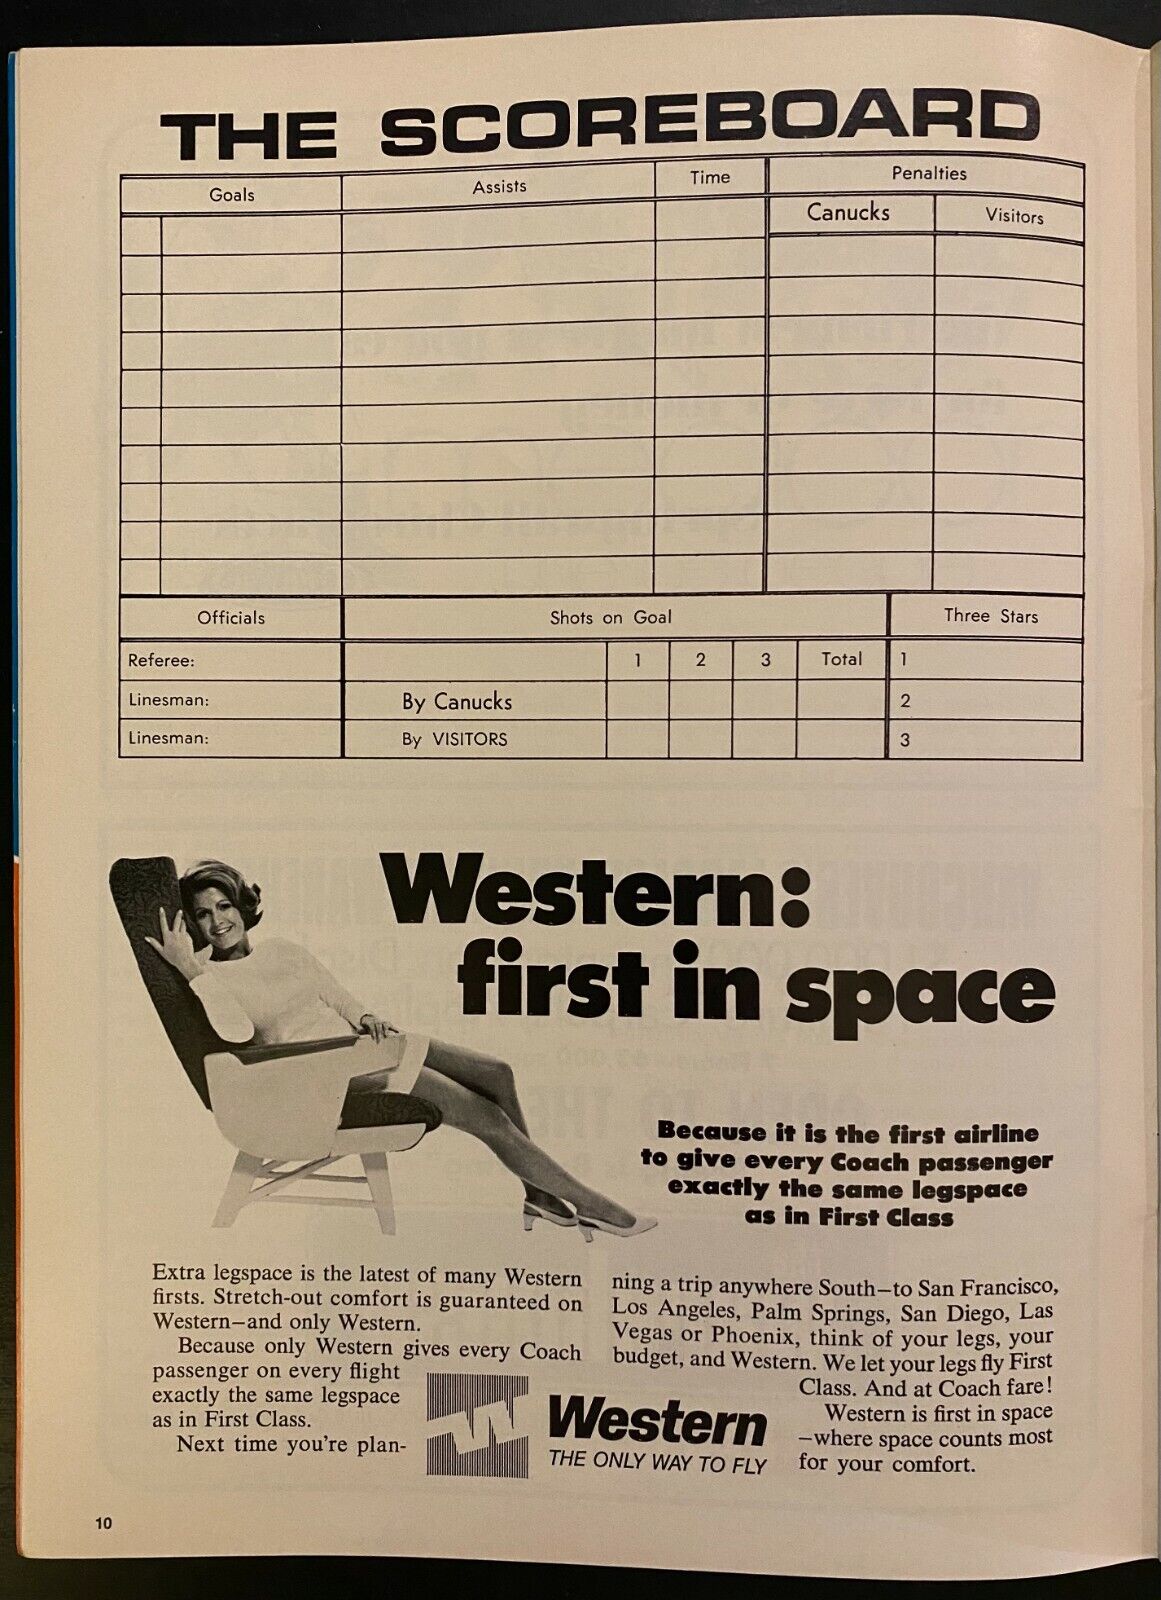 THE SCOREBOARD
Goals Assists Time Penalties
Canucks Visitors
Officials Shots on Goal Three Stars
Referee: 1 2 3 Total 1
Linesman: By Canucks 2
Linesman: By VISITORS 3
Western:
first in space
Because it is the first airline
to give every Coach passenger
exactly the same legspace
as in First Class
Extra legspace is the latest of many Western
firsts. Stretch-out comfort is guaranteed on
Western—and only Western.
Because only Western gives every Coach
passenger on every flight
exactly the same legspace
as in First Class.
Next time you're plan-
ning a trip anywhere South—to San Francisco,
Los Angeles, Palm Springs, San Diego, Las
Vegas or Phoenix, think of your legs, your
budget, and Western. We let your legs fly First
Class. And at Coach fare!
Western is first in space
—where space counts most
for your comfort.
W Western
THE ONLY WAY TO FLY
10